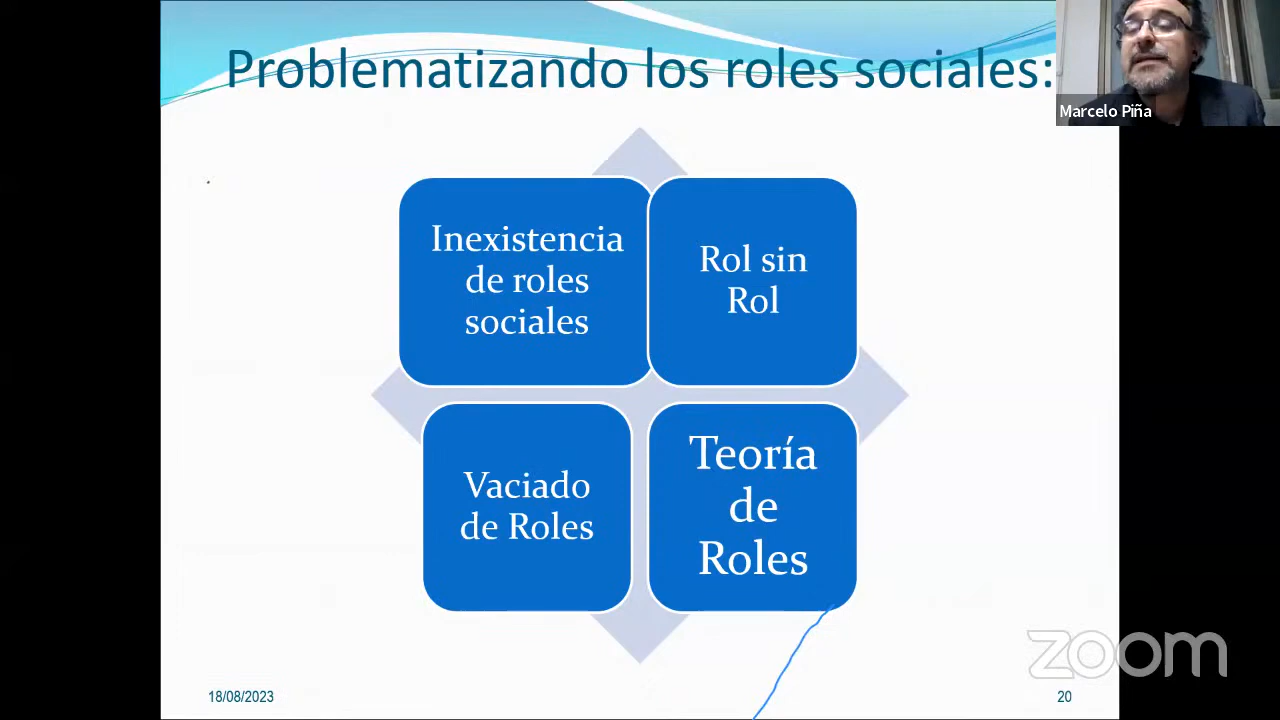 Problematizando los roles sociales:
Marcelo Piña
Inexistencia
de roles
sociales
Rol sin
Rol
Vaciado
de Roles
Teoría
de
Roles
zoom
18/08/2023
20